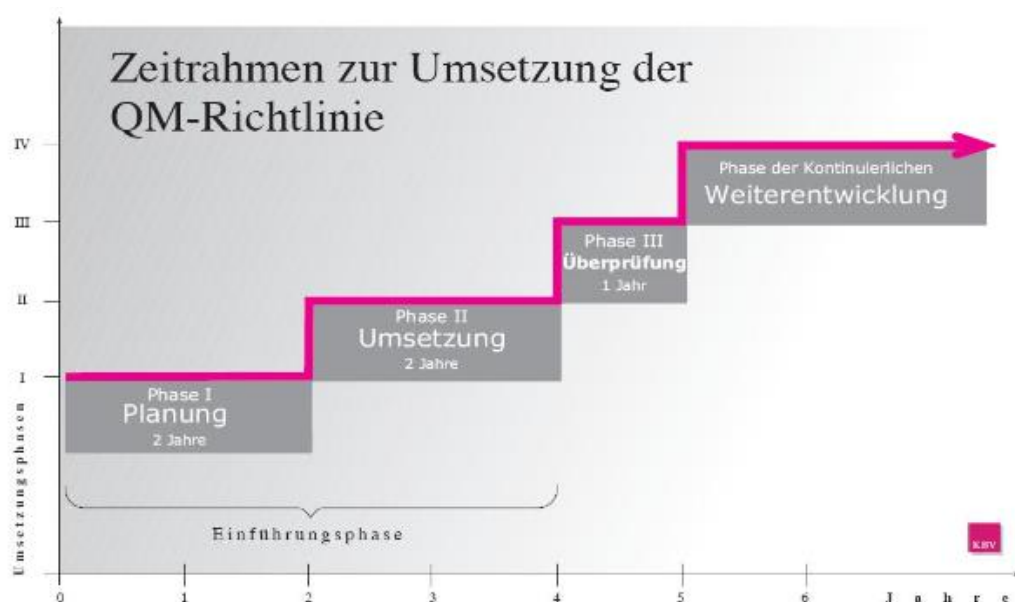 Zeitrahmen zur Umsetzung der
QM-Richtlinie
IV
Phase der Kontinuierlichen
Weiterentwicklung
III
Phase III
Überprüfung
1 Jahr
II
Phase II
Umsetzung
2 Jahre
I
Phase I
Planung
2 Jahre
Umsetzungsphasen
Einführungsphase
KBV
0 1 2 3 4 5 6 Jahre